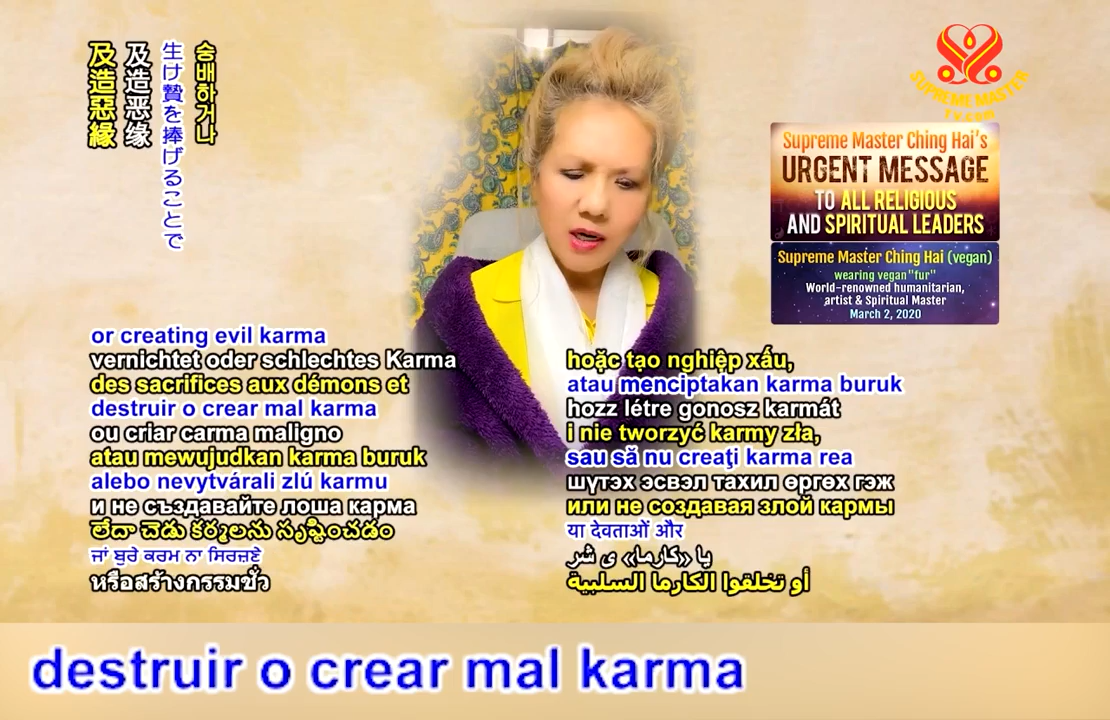 及造惡緣
及造恶缘
生け贄を捧げることで
숭배하거나
SUPREME MASTER
Supreme Master Ching Hai's
URGENT MESSAGE
TO ALL RELIGIOUS
AND SPIRITUAL LEADERS
Supreme Master Ching Hai (vegan)
wearing vegan "fur"
World-renowned humanitarian,
artist & Spiritual Master
March 2, 2020
or creating evil karma
vernichtet oder schlechtes Karma
des sacrifices aux démons et
destruir o crear mal karma
ou criar carma maligno
atau mewujudkan karma buruk
alebo nevytvárali zlú karmu
и не създавайте лоша карма
లేదా చెడు కర్మలను సృష్టించడం
ਜਾਂ ਬੁਰੇ ਕਰਮ ਨਾ ਸਿਰਜਣੇ
หรือสร้างกรรมชั่ว
hoặc tạo nghiệp xấu,
atau menciptakan karma buruk
hozz létre gonosz karmát
i nie tworzyć karmy zła,
sau să nu creaţi karma rea
шүтэх эсвэл тахил өргөх гэж
или не создавая злой кармы
या देवताओं और
یا «کارما» ی شر
أو تخلقوا الكارما السلبية
destruir o crear mal karma